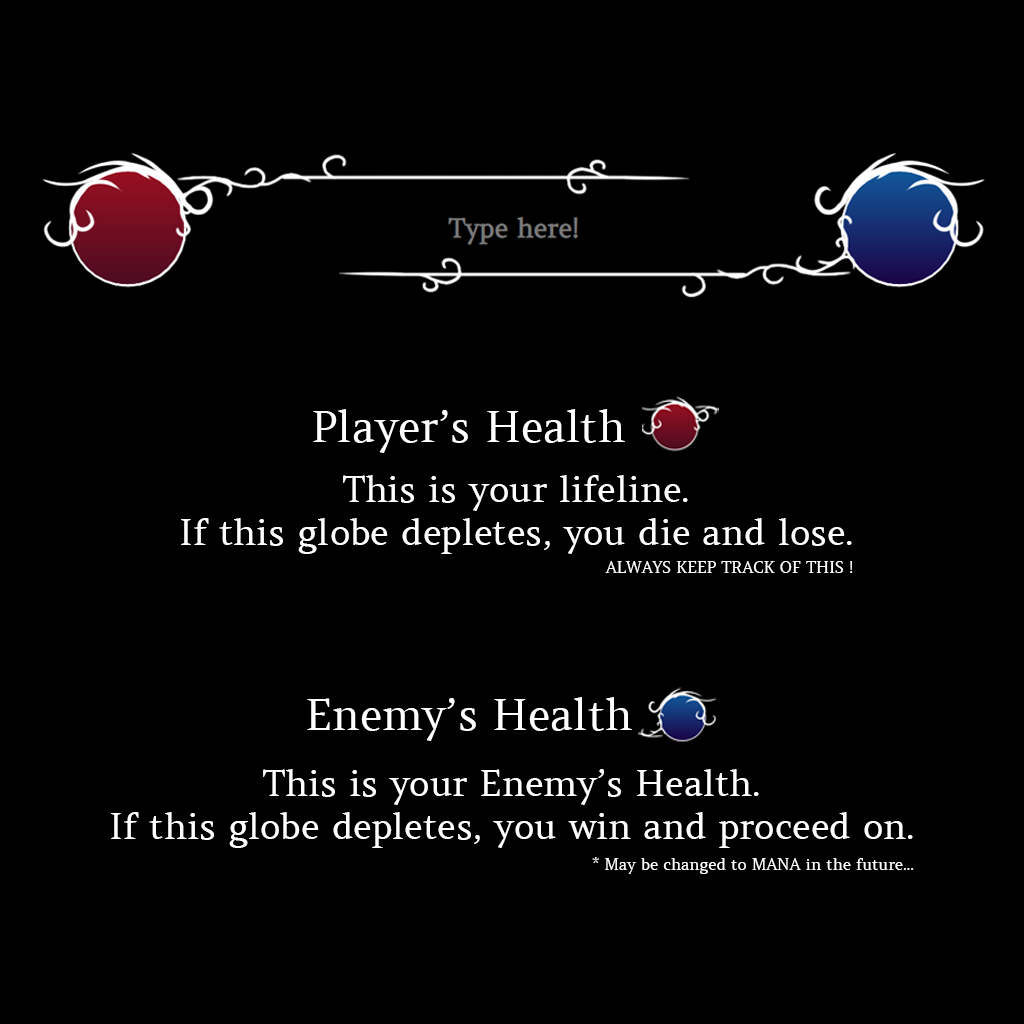 Type here!
Player’s Health
This is your lifeline.
If this globe depletes, you die and lose.
ALWAYS KEEP TRACK OF THIS !
Enemy’s Health
This is your Enemy’s Health.
If this globe depletes, you win and proceed on.
* May be changed to MANA in the future...